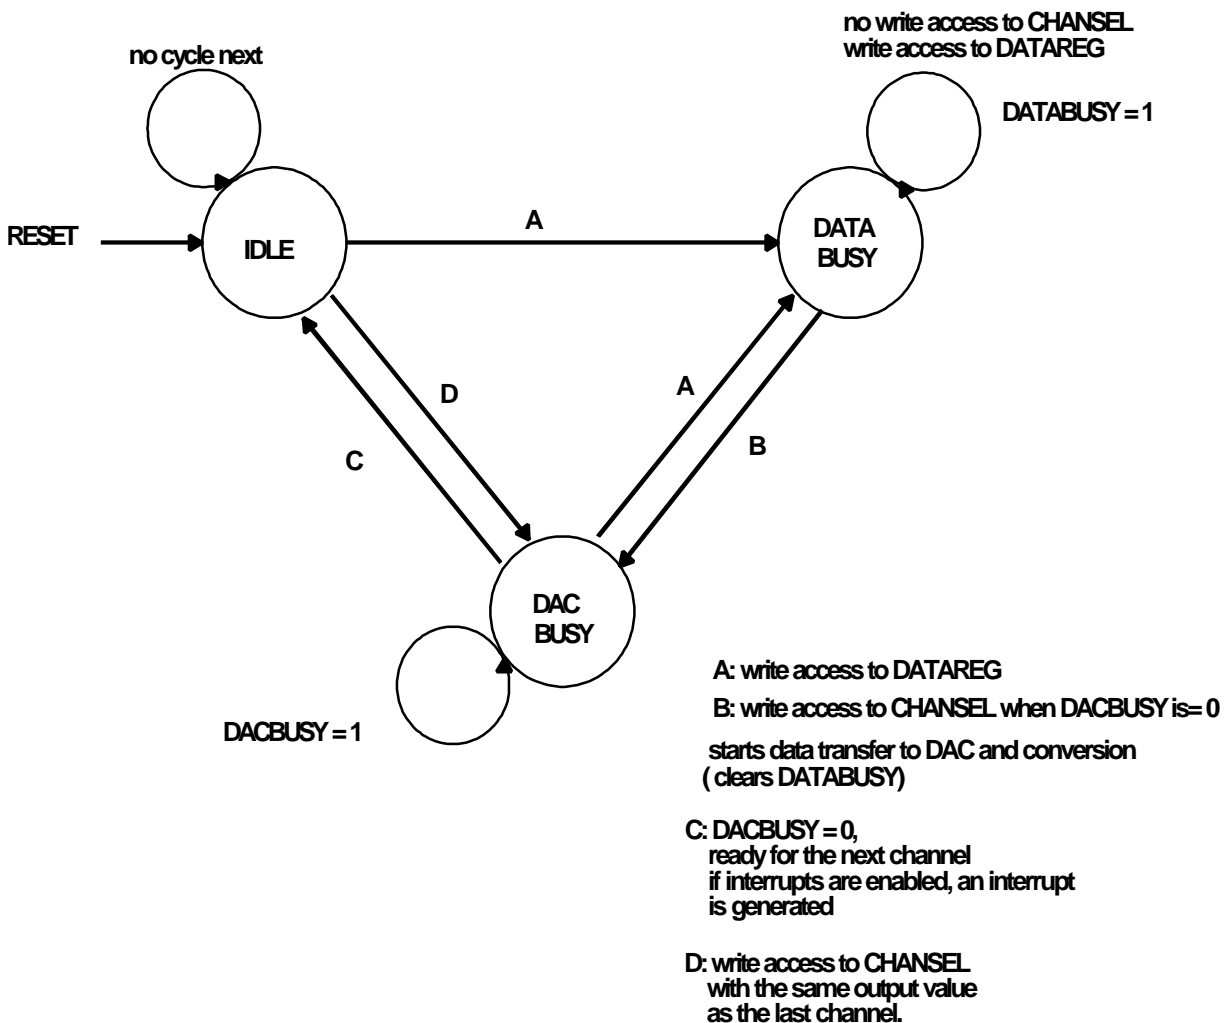 no write access to CHANSEL
write access to DATAREG
no cycle next
DATABUSY = 1
RESET
IDLE
A
DATA
BUSY
D
A
C
B
DAC
BUSY
DACBUSY = 1
A: write access to DATAREG
B: write access to CHANSEL when DACBUSY is= 0
starts data transfer to DAC and conversion
( clears DATABUSY)
C: DACBUSY = 0,
ready for the next channel
if interrupts are enabled, an interrupt
is generated
D: write access to CHANSEL
with the same output value
as the last channel.